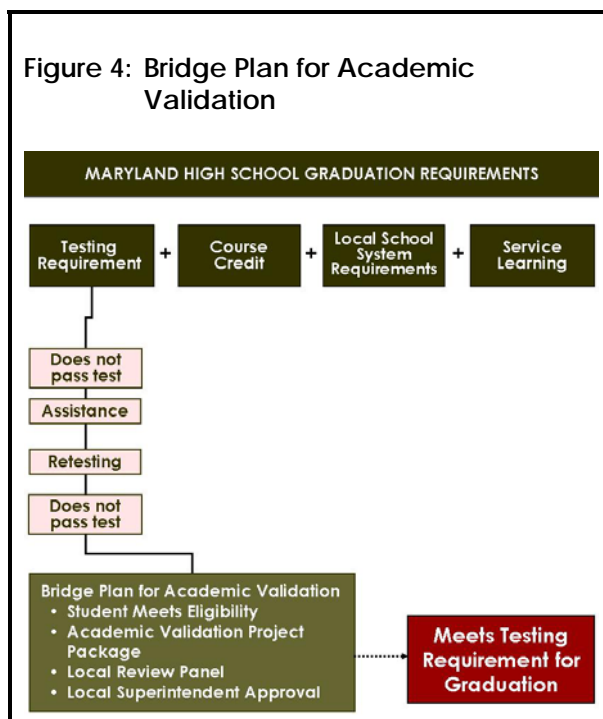 Figure 4: Bridge Plan for Academic
Validation
MARYLAND HIGH SCHOOL GRADUATION REQUIREMENTS
Testing
Requirement
+
Course
Credit
+
Local School
System
Requirements
+
Service
Learning
Does not
pass test
Assistance
Retesting
Does not
pass test
Bridge Plan for Academic Validation
• Student Meets Eligibility
• Academic Validation Project
Package
• Local Review Panel
• Local Superintendent Approval
Meets Testing
Requirement for
Graduation